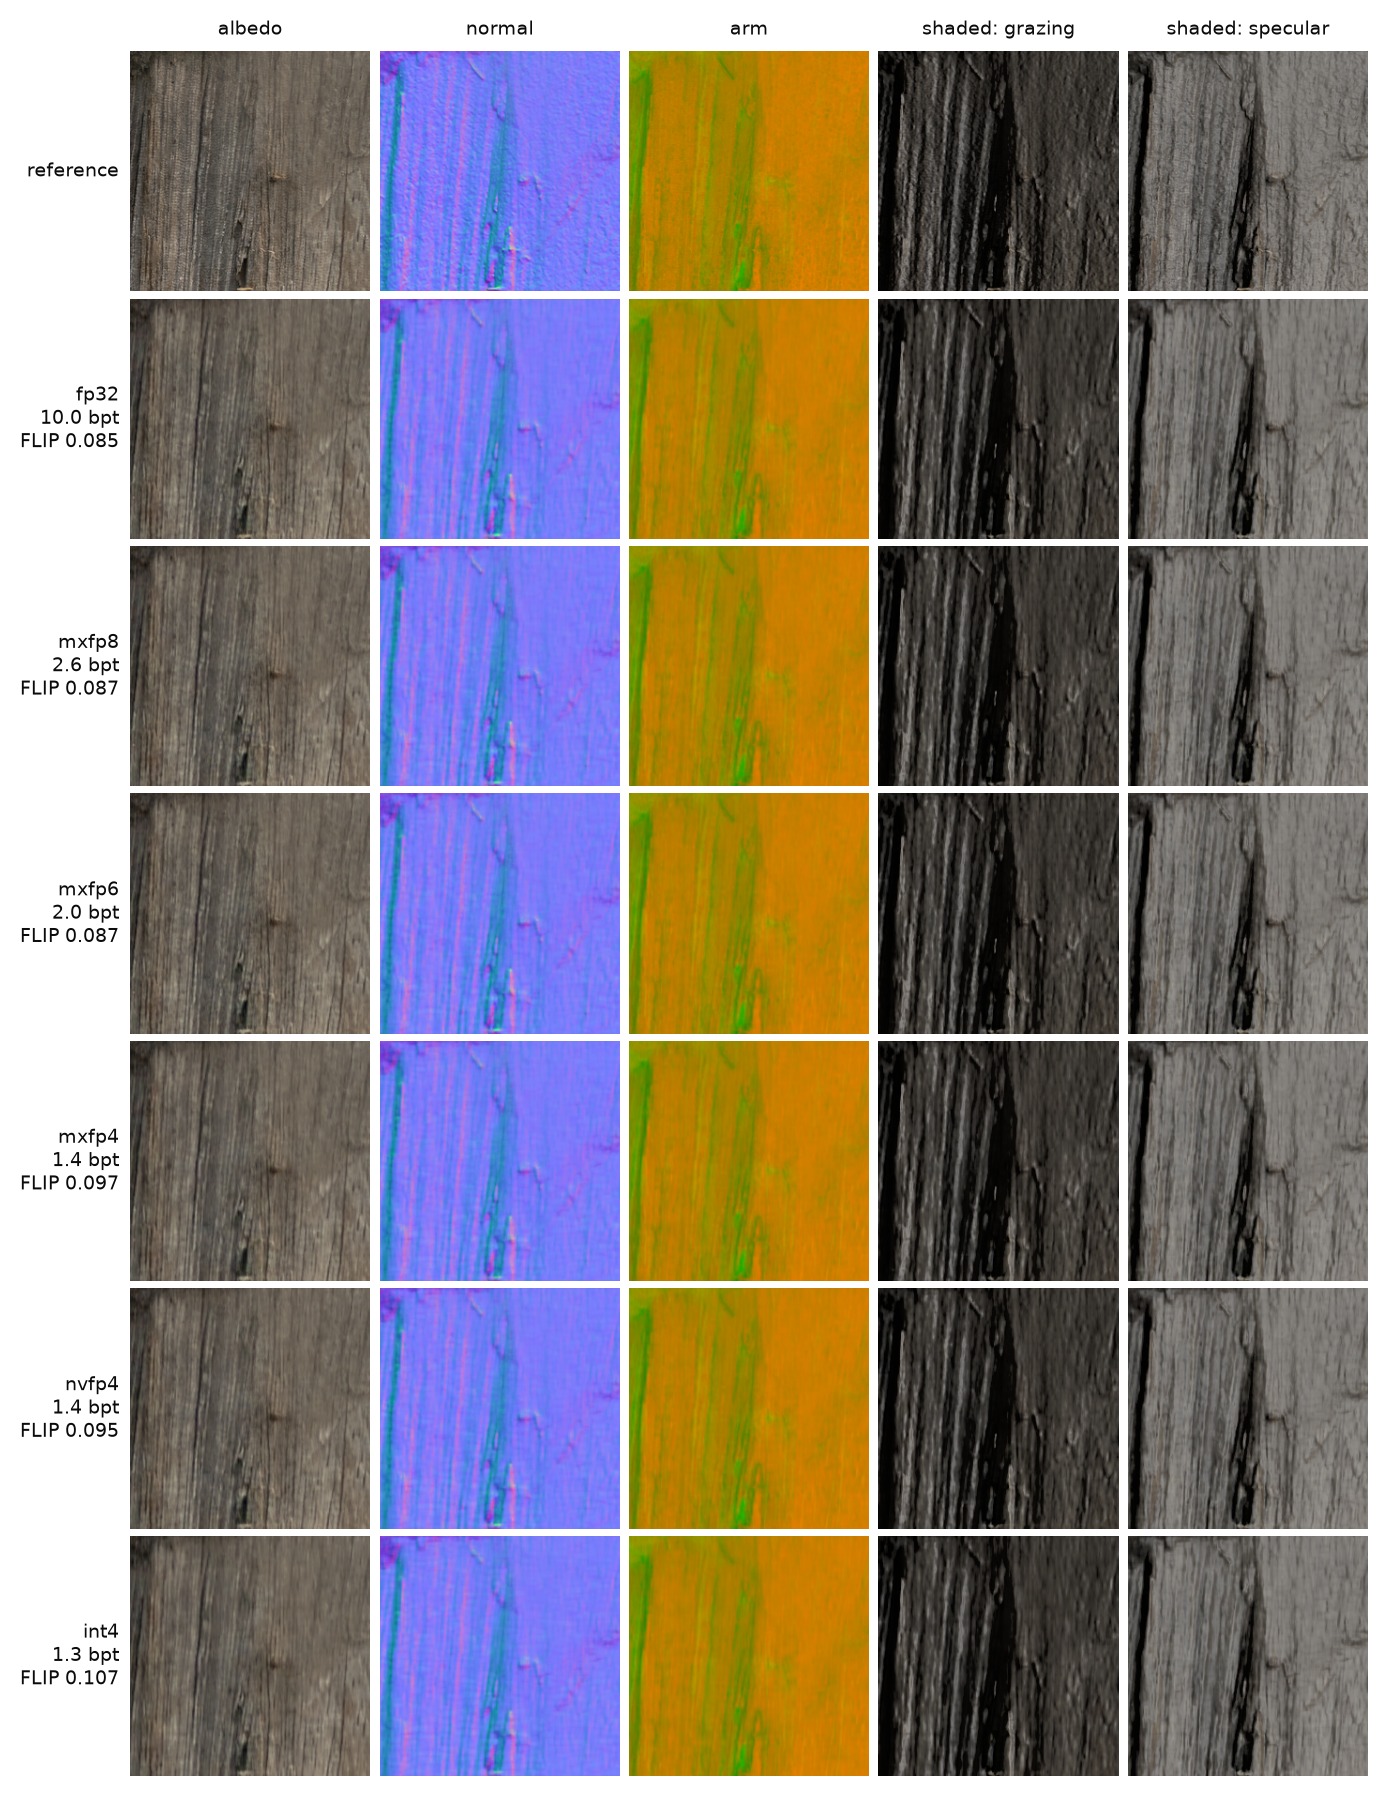 albedo normal arm shaded: grazing shaded: specular
reference
fp32
10.0 bpt
FLIP 0.085
mxfp8
2.6 bpt
FLIP 0.087
mxfp6
2.0 bpt
FLIP 0.087
mxfp4
1.4 bpt
FLIP 0.097
nvfp4
1.4 bpt
FLIP 0.095
int4
1.3 bpt
FLIP 0.107